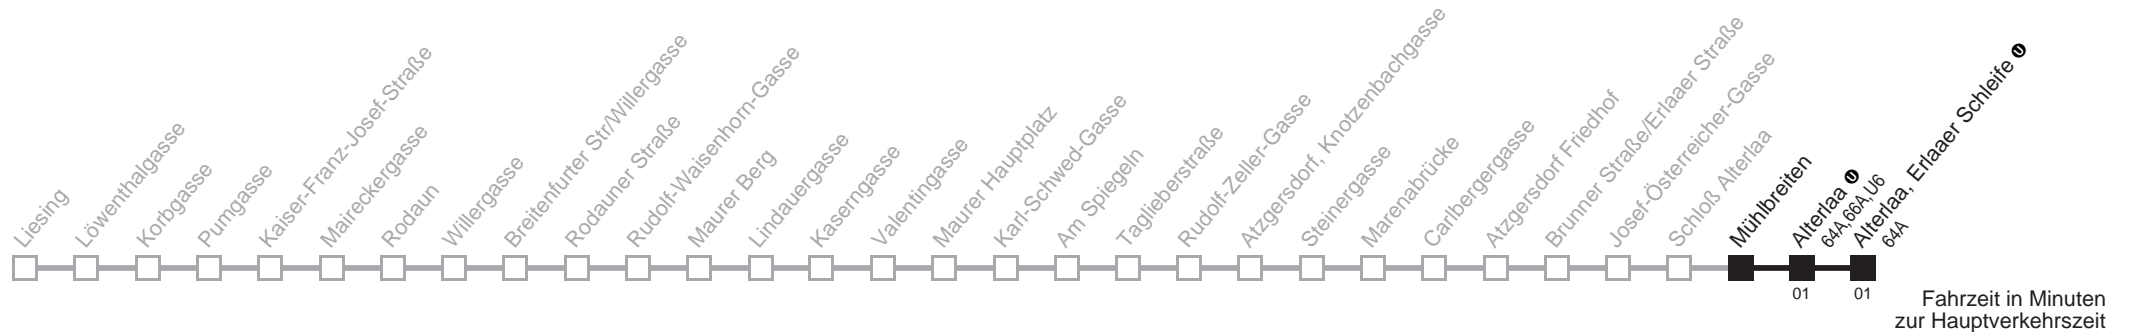 Liesing
Löwenthalgasse
Korbgasse
Pumgasse
Kaiser-Franz-Josef-Straße
Maireckergasse
Rodaun
Willergasse
Breitenfurter Str/Willergasse
Rodauner Straße
Rudolf-Waisenhorn-Gasse
Maurer Berg
Lindauergasse
Kaserngasse
Valentingasse
Maurer Hauptplatz
Karl-Schwed-Gasse
Am Spiegeln
Taglieberstraße
Rudolf-Zeller-Gasse
Atzgersdorf, Knotzenbachgasse
Steinergasse
Marenabrücke
Carlbergergasse
Atzgersdorf Friedhof
Brunner Straße/Erlaaer Straße
Josef-Österreicher-Gasse
Schloß Alterlaa
Mühlbreiten
Alterlaa U
64A,66A,U6
Alterlaa, Erlaaer Schleife U
64A
01
01
Fahrzeit in Minuten
zur Hauptverkehrszeit